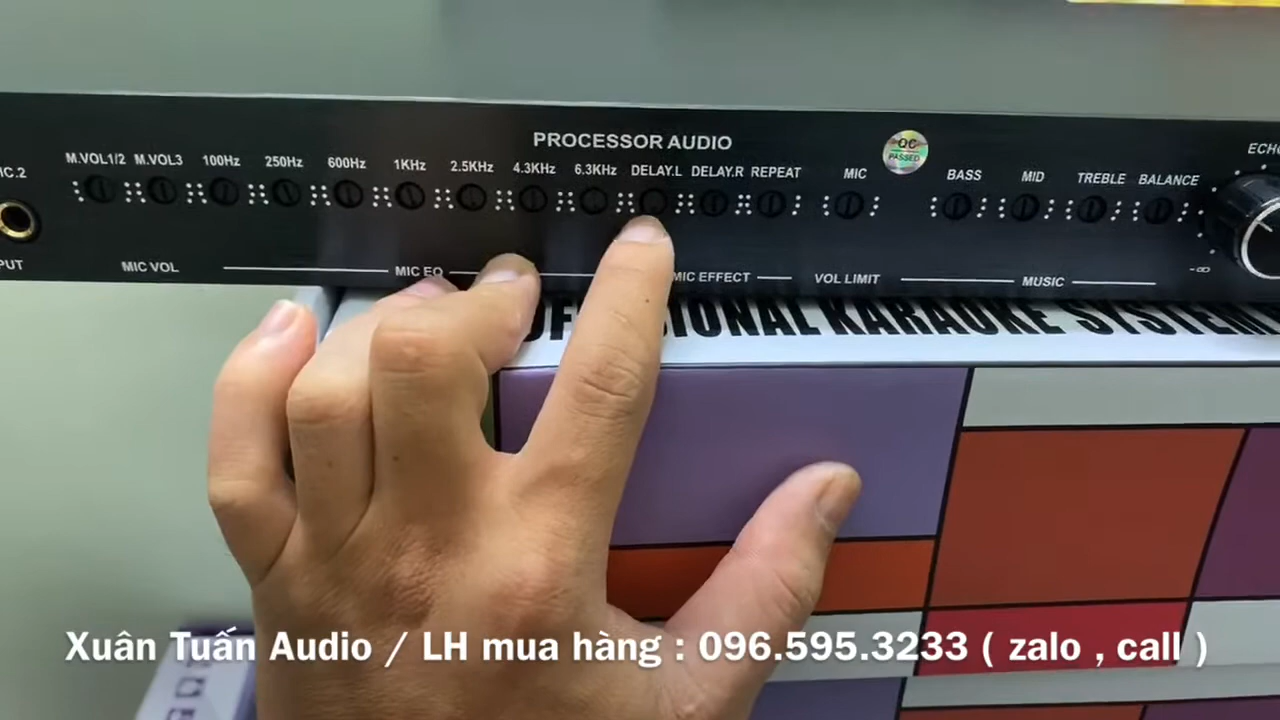 PROCESSOR AUDIO
QC
PASSED
ECHO
IC.2
M.VOL1/2 M.VOL3 100Hz 250Hz 600Hz 1KHz 2.5KHz 4.3KHz 6.3KHz DELAY.L DELAY.R REPEAT MIC BASS MID TREBLE BALANCE
PUT
MIC VOL
MIC EQ
MIC EFFECT
VOL LIMIT
MUSIC
-∞
OFESSIONAL KARAOKE SYSTEM
Xuân Tuấn Audio / LH mua hàng : 096.595.3233 ( zalo , call )